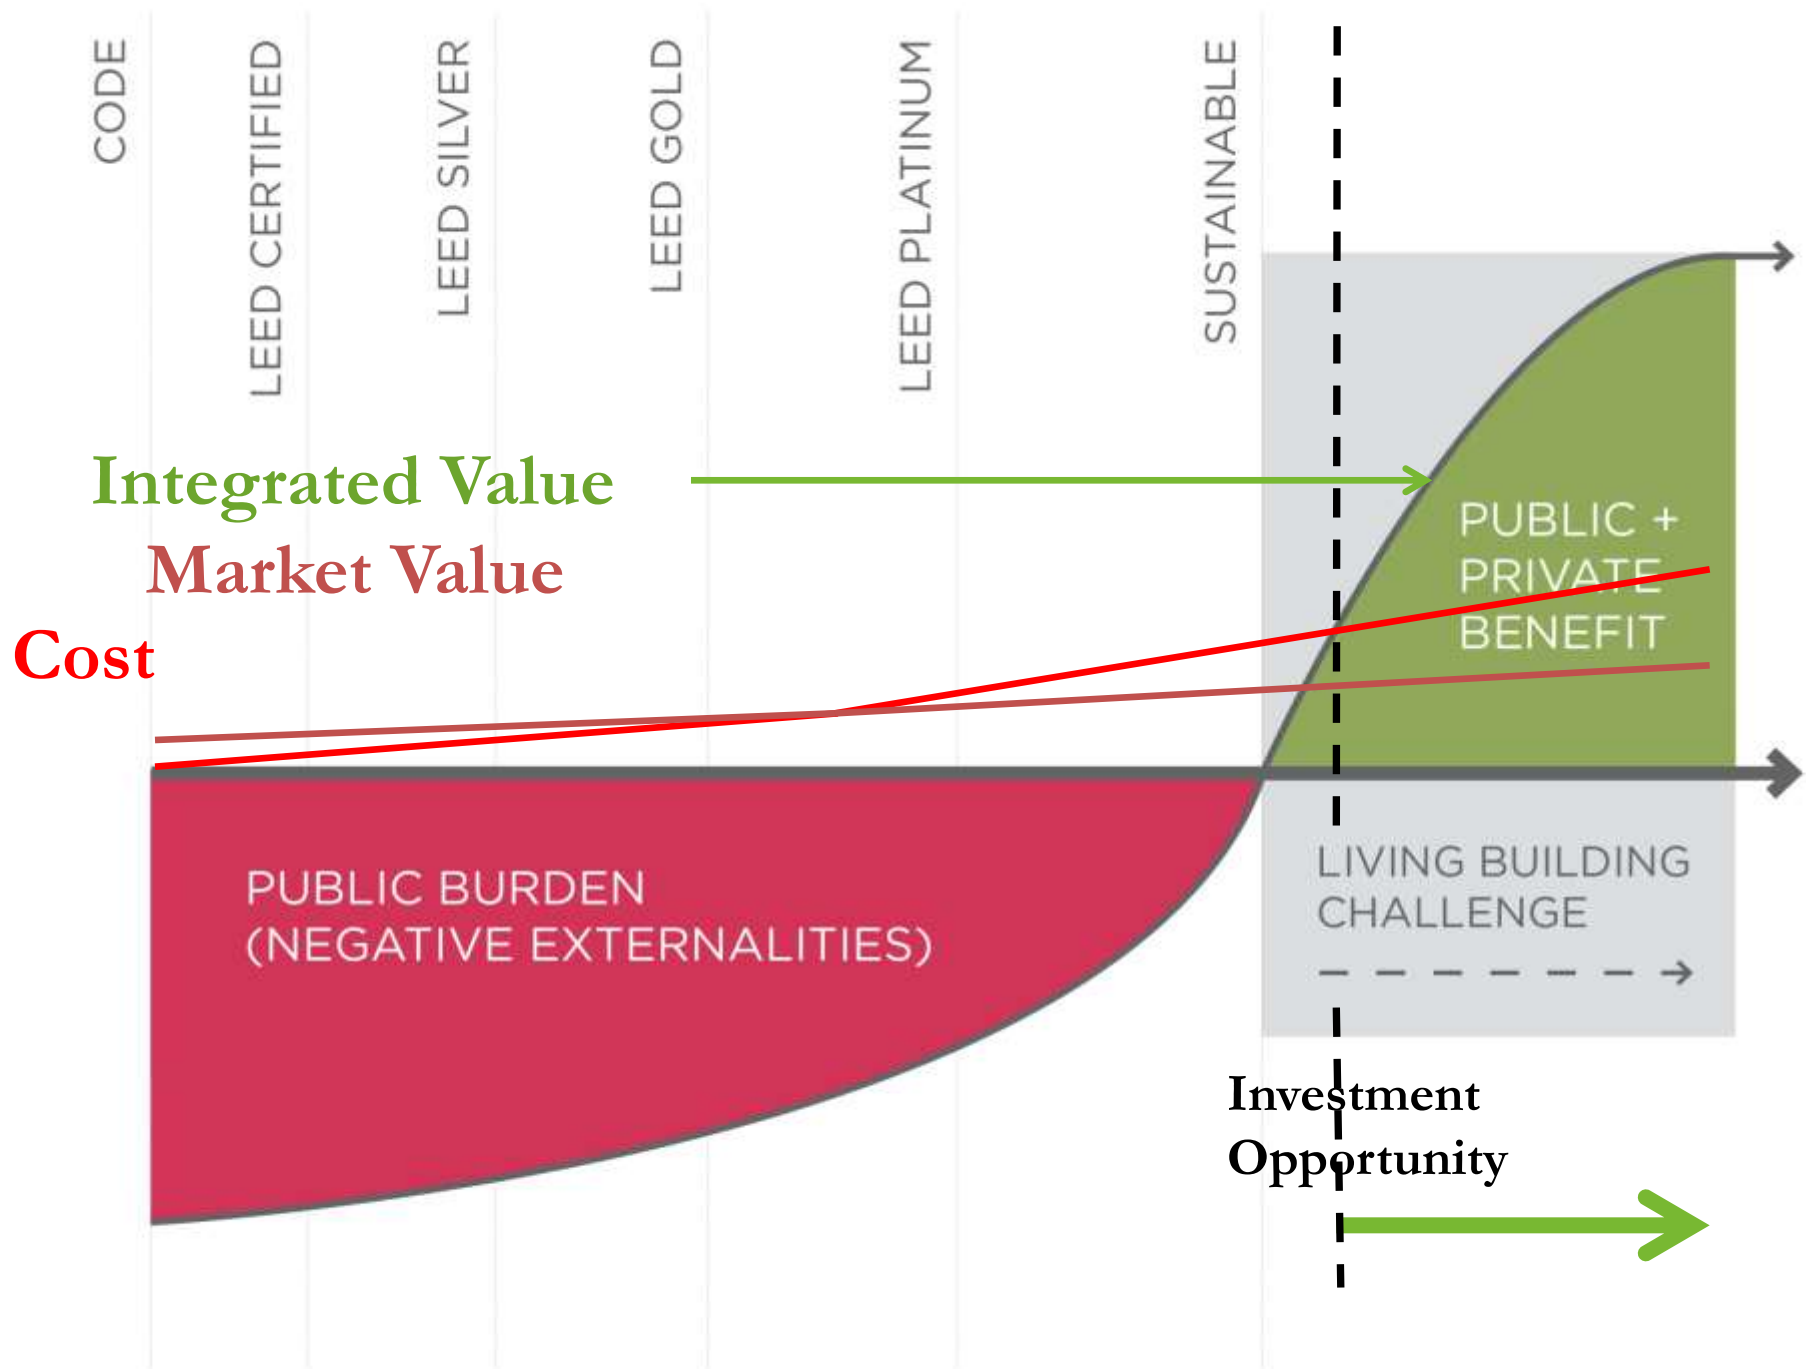 CODE
LEED CERTIFIED
LEED SILVER
LEED GOLD
LEED PLATINUM
SUSTAINABLE
Integrated Value
Market Value
Cost
PUBLIC +
PRIVATE
BENEFIT
PUBLIC BURDEN
(NEGATIVE EXTERNALITIES)
LIVING BUILDING
CHALLENGE
Investment
Opportunity